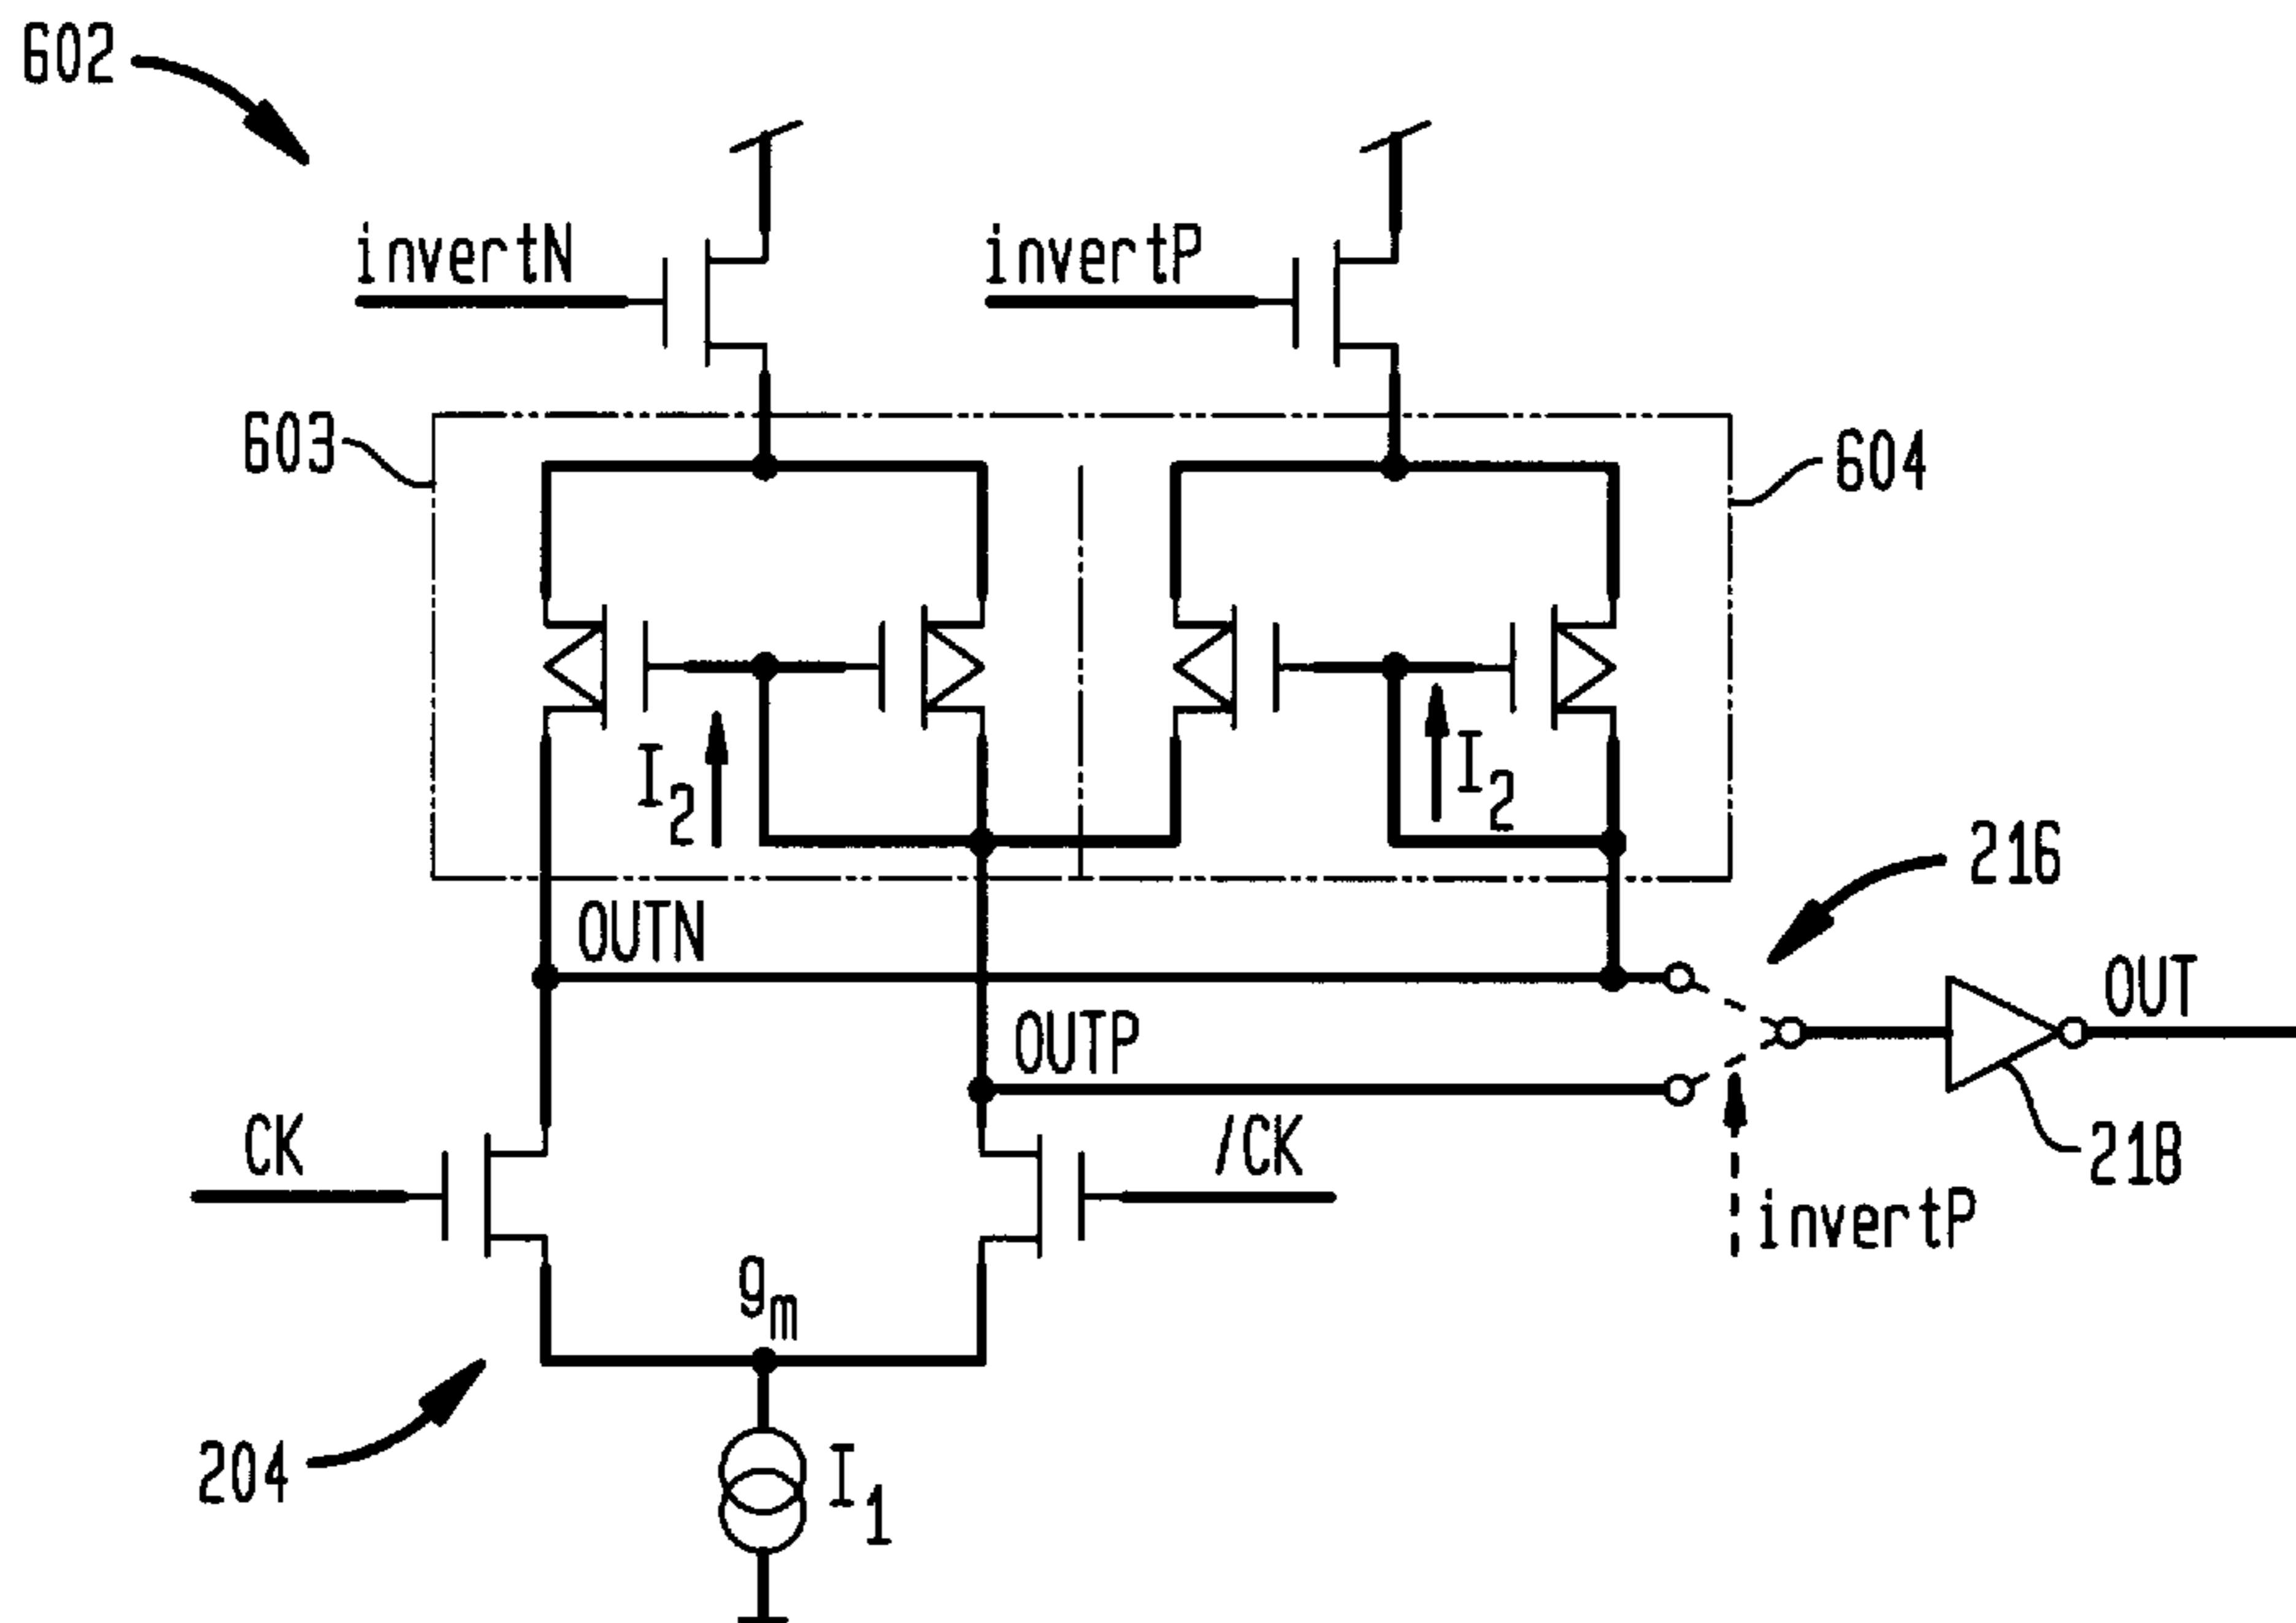 602
invertN
invertP
603
604
I2
I2
216
OUTN
OUT
OUTP
CK
/CK
218
invertP
gm
204
I1